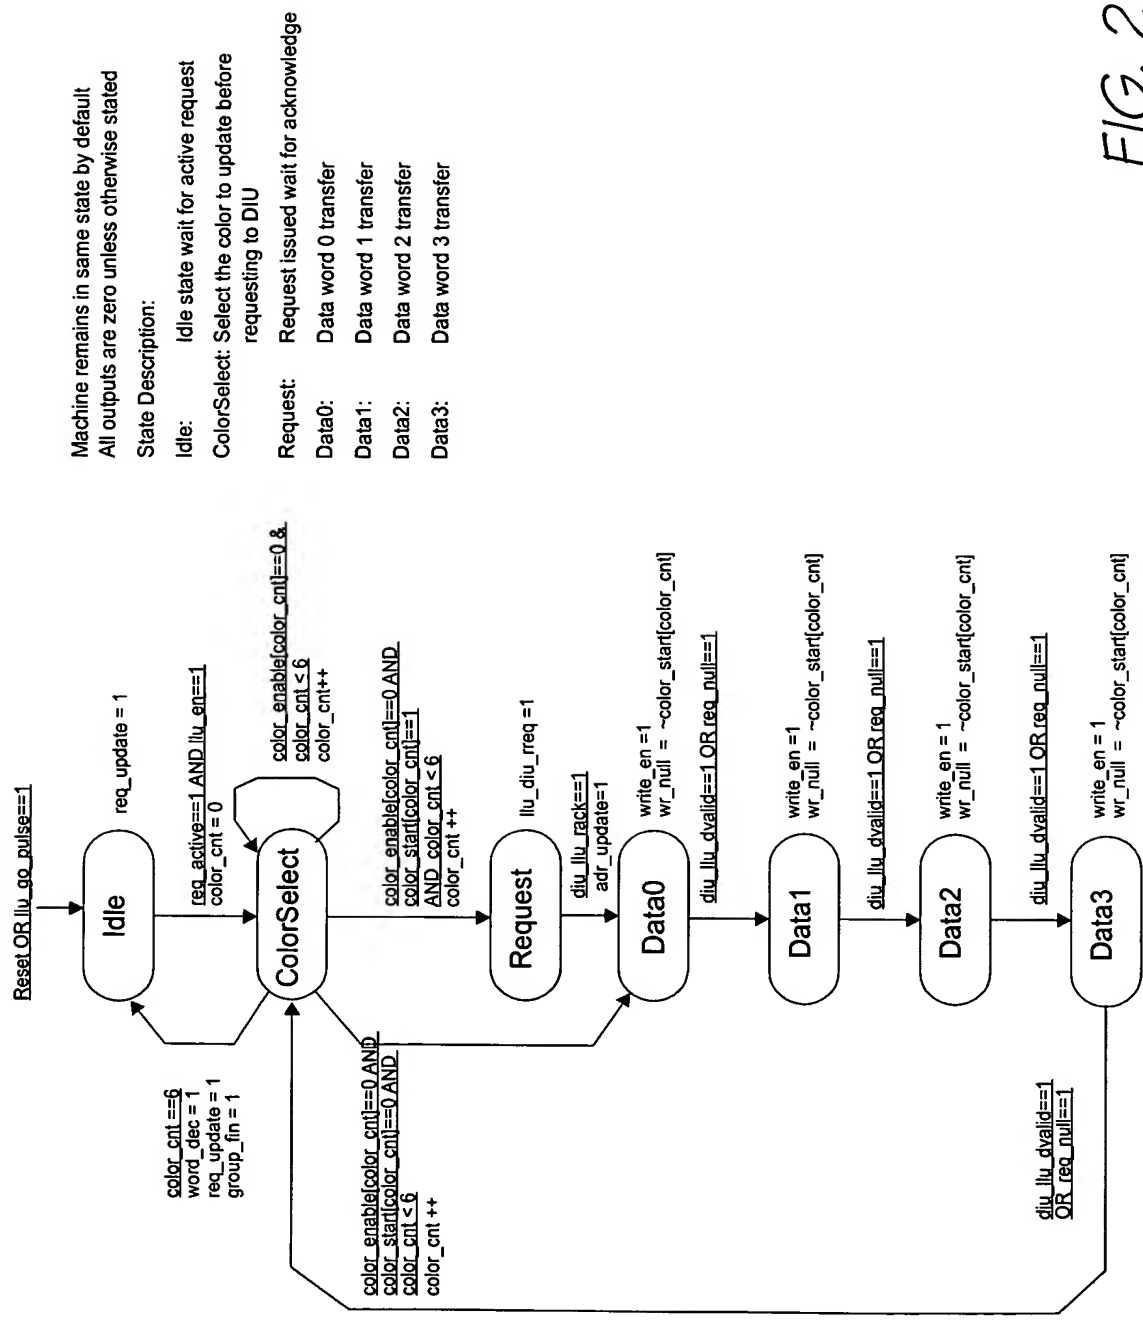 Reset OR llu_go_pulse==1
Idle
req_update = 1
req_active==1 AND llu_en==1
color_cnt = 0
color_cnt ==6
word_dec = 1
req_update = 1
group_fin = 1
ColorSelect
color_enable[color_cnt]==0 &
color_cnt < 6
color_cnt++
color_enable[color_cnt]==0 AND
color_start[color_cnt]==1
AND color_cnt < 6
color_cnt ++
color_enable[color_cnt]==0 AND
color_start[color_cnt]==0 AND
color_cnt < 6
color_cnt ++
Request
llu_diu_rreq =1
diu_llu_rack==1
adr_update=1
Data0
write_en =1
wr_null = ~color_start[color_cnt]
diu_llu_dvalid==1 OR req_null==1
Data1
write_en =1
wr_null = ~color_start[color_cnt]
diu_llu_dvalid==1 OR req_null==1
Data2
write_en = 1
wr_null = ~color_start[color_cnt]
diu_llu_dvalid==1 OR req_null==1
Data3
write_en = 1
wr_null = ~color_start[color_cnt]
diu_llu_dvalid==1
OR req_null==1
Machine remains in same state by default
All outputs are zero unless otherwise stated
State Description:
Idle: Idle state wait for active request
ColorSelect: Select the color to update before
requesting to DIU
Request: Request issued wait for acknowledge
Data0: Data word 0 transfer
Data1: Data word 1 transfer
Data2: Data word 2 transfer
Data3: Data word 3 transfer
FIG. 2